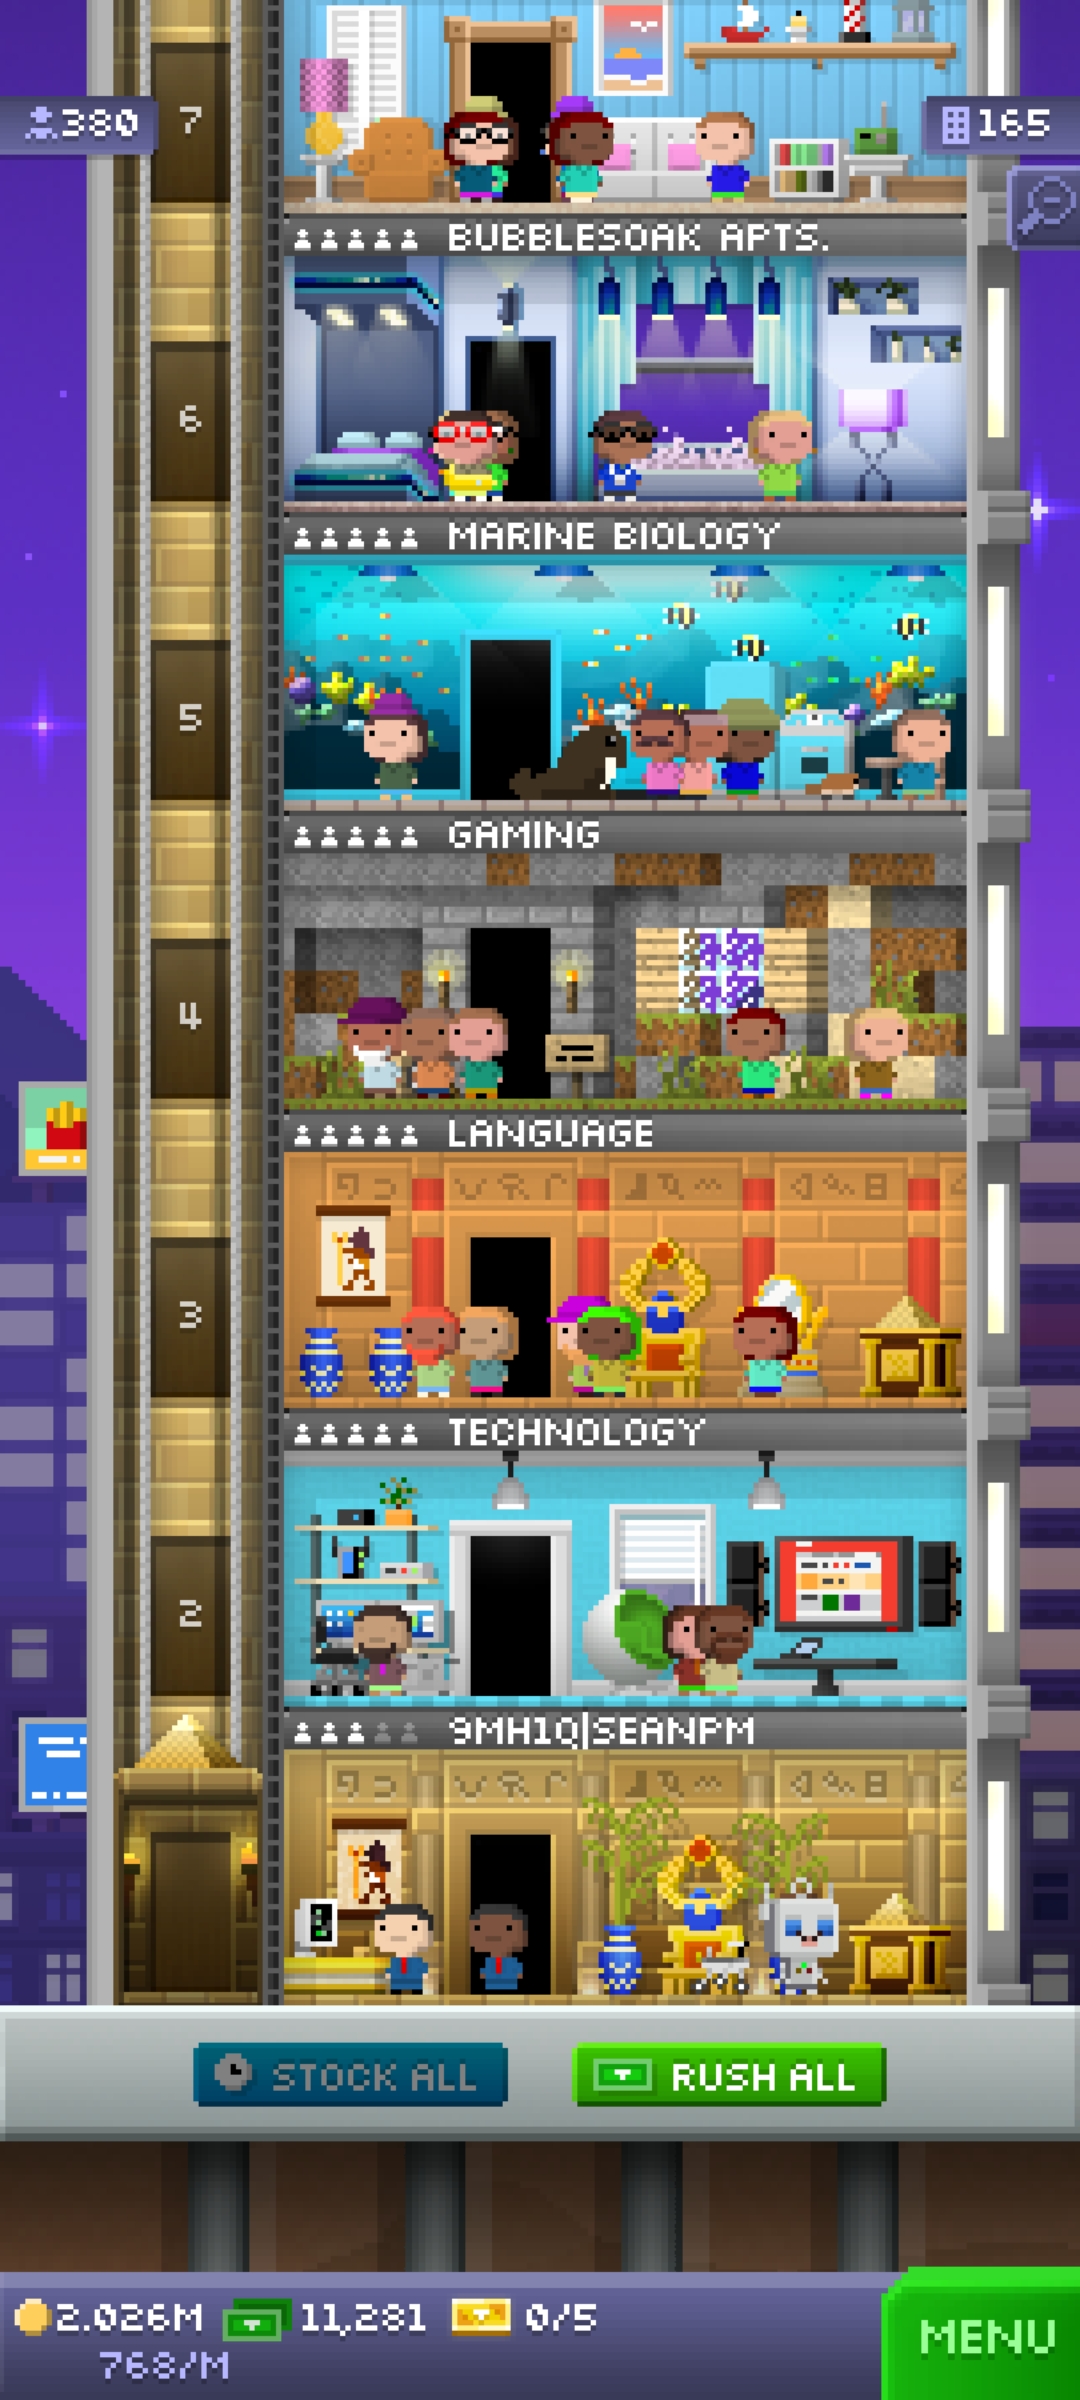 7
380
165
BUBBLESOAK APTS.
6
MARINE BIOLOGY
5
GAMING
4
LANGUAGE
3
TECHNOLOGY
2
9MH1Q|SEANPM
STOCK ALL
RUSH ALL
2.026M
11,281
0/5
768/M
MENU